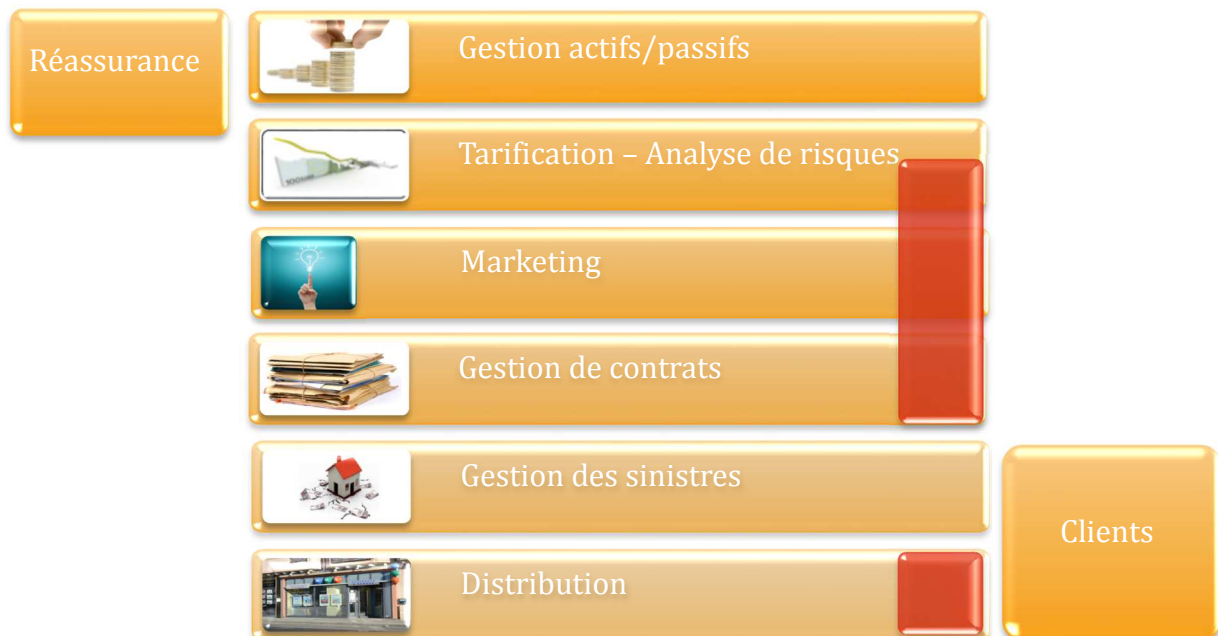 Réassurance
Gestion actifs/passifs
Tarification – Analyse de risques
Marketing
Gestion de contrats
Gestion des sinistres
Clients
Distribution